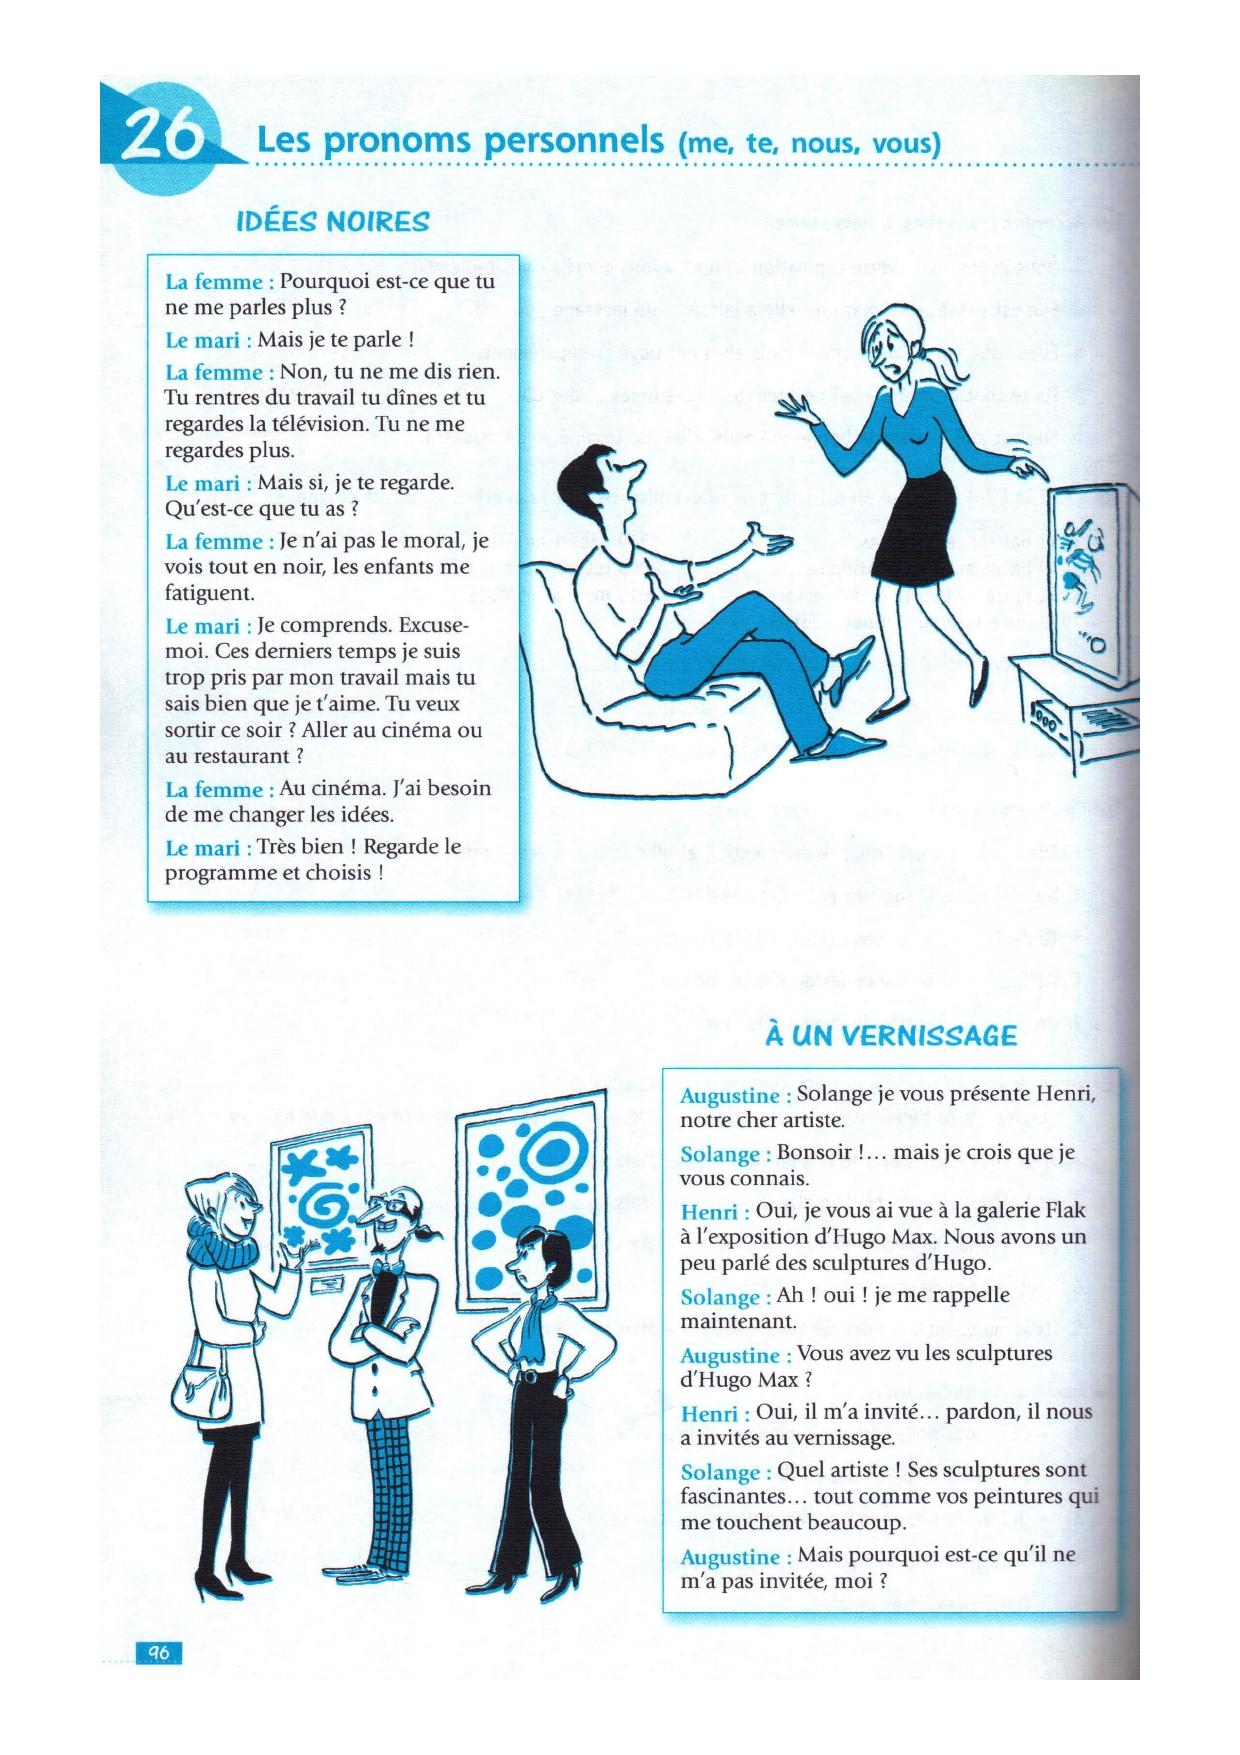 26
Les pronoms personnels (me, te, nous, vous)
IDÉES NOIRES
La femme : Pourquoi est-ce que tu
ne me parles plus ?
Le mari : Mais je te parle !
La femme : Non, tu ne me dis rien.
Tu rentres du travail tu dînes et tu
regardes la télévision. Tu ne me
regardes plus.
Le mari : Mais si, je te regarde.
Qu'est-ce que tu as ?
La femme : Je n'ai pas le moral, je
vois tout en noir, les enfants me
fatiguent.
Le mari : Je comprends. Excuse-
moi. Ces derniers temps je suis
trop pris par mon travail mais tu
sais bien que je t'aime. Tu veux
sortir ce soir ? Aller au cinéma ou
au restaurant ?
La femme : Au cinéma. J'ai besoin
de me changer les idées.
Le mari : Très bien ! Regarde le
programme et choisis !
À UN VERNISSAGE
Augustine : Solange je vous présente Henri,
notre cher artiste.
Solange : Bonsoir !... mais je crois que je
vous connais.
Henri : Oui, je vous ai vue à la galerie Flak
à l'exposition d'Hugo Max. Nous avons un
peu parlé des sculptures d'Hugo.
Solange : Ah ! oui ! je me rappelle
maintenant.
Augustine : Vous avez vu les sculptures
d'Hugo Max ?
Henri : Oui, il m'a invité... pardon, il nous
a invités au vernissage.
Solange : Quel artiste ! Ses sculptures sont
fascinantes... tout comme vos peintures qui
me touchent beaucoup.
Augustine : Mais pourquoi est-ce qu'il ne
m'a pas invitée, moi ?
96